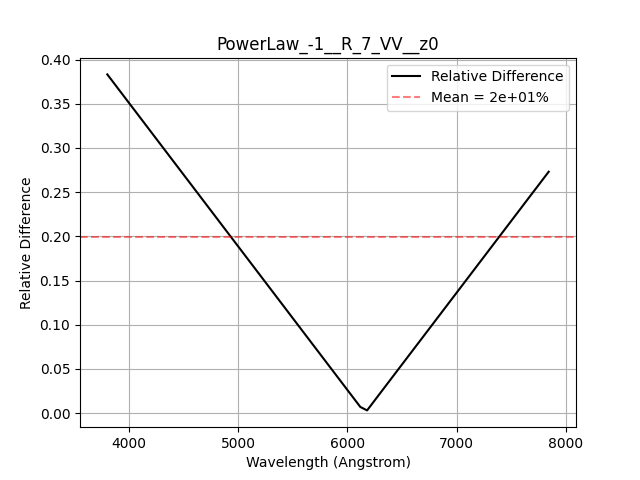 PowerLaw_-1__R_7_VV__z0
Relative Difference
Mean = 2e+01%
0.40
0.35
0.30
0.25
0.20
0.15
0.10
0.05
0.00
Relative Difference
4000 5000 6000 7000 8000
Wavelength (Angstrom)